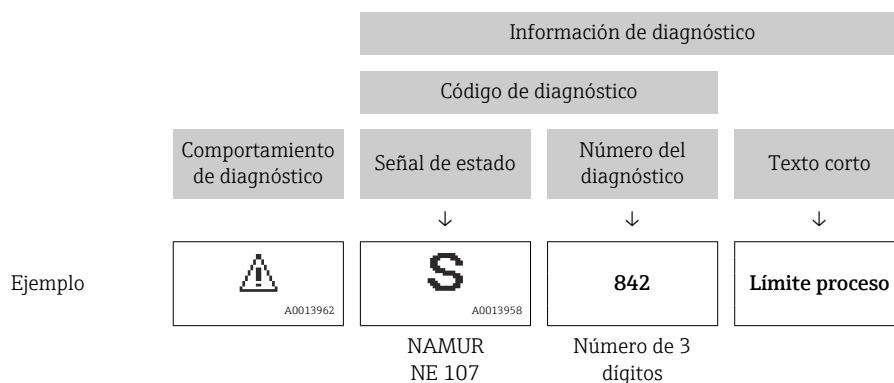 Información de diagnóstico
Código de diagnóstico
Comportamiento
de diagnóstico
Señal de estado
Número del
diagnóstico
Texto corto
↓ ↓ ↓
Ejemplo
A0013962
S
A0013958
842
Límite proceso
NAMUR
NE 107
Número de 3
dígitos